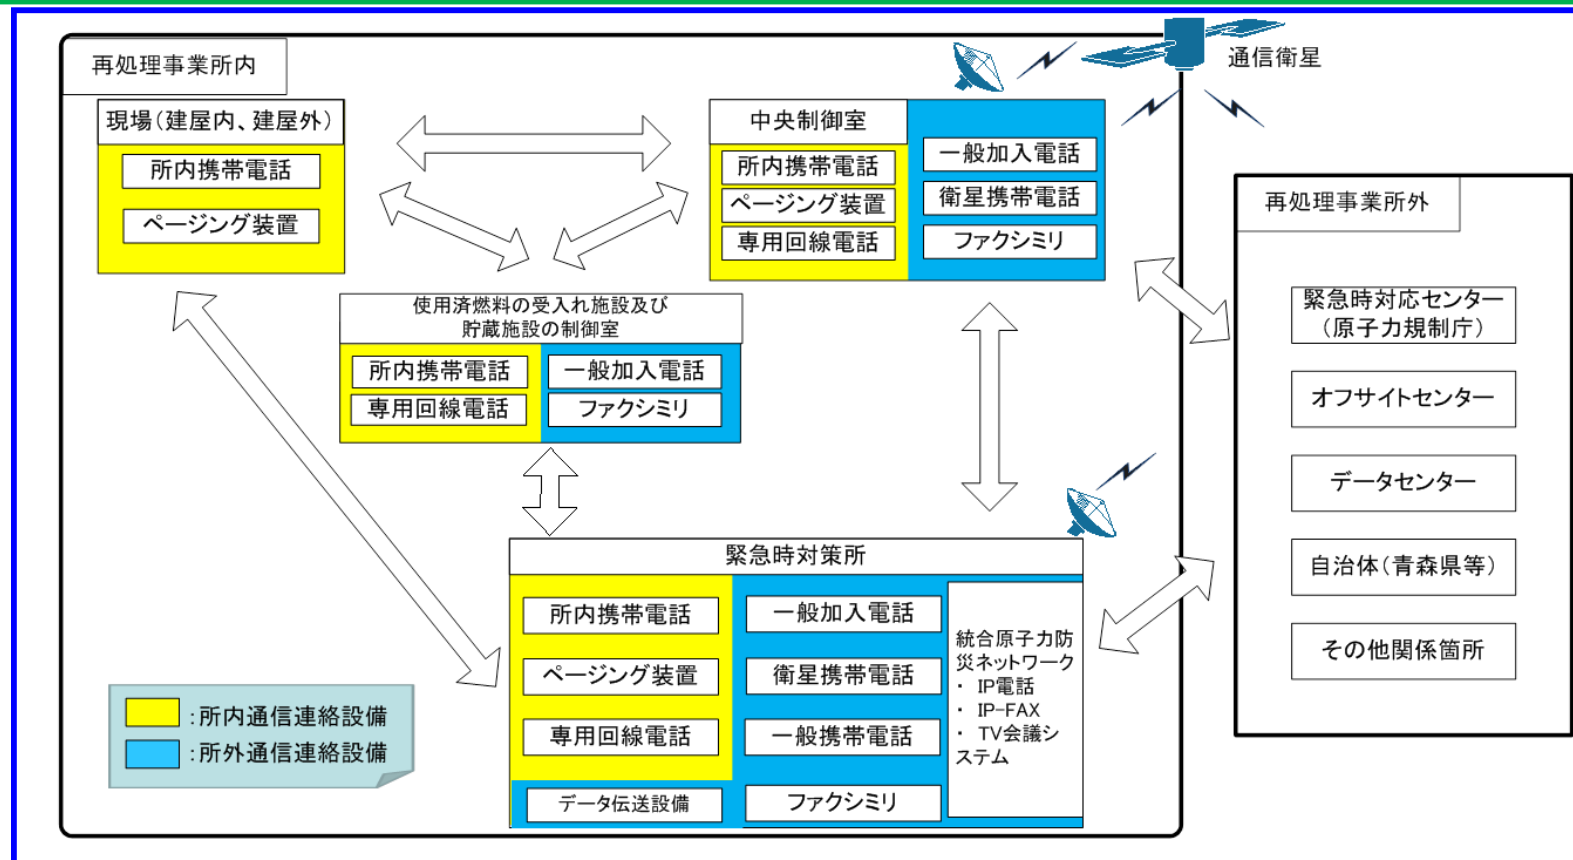 再処理事業所内
通信衛星
現場(建屋内、建屋外)
所内携帯電話
ページング装置
中央制御室
所内携帯電話
ページング装置
専用回線電話
一般加入電話
衛星携帯電話
ファクシミリ
再処理事業所外
緊急時対応センター
(原子力規制庁)
オフサイトセンター
データセンター
自治体(青森県等)
その他関係箇所
使用済燃料の受入れ施設及び
貯蔵施設の制御室
所内携帯電話
専用回線電話
一般加入電話
ファクシミリ
緊急時対策所
所内携帯電話
ページング装置
専用回線電話
データ伝送設備
一般加入電話
衛星携帯電話
一般携帯電話
ファクシミリ
統合原子力防
災ネットワーク
・ IP電話
・ IP-FAX
・ TV会議シ
ステム
:所内通信連絡設備
:所外通信連絡設備